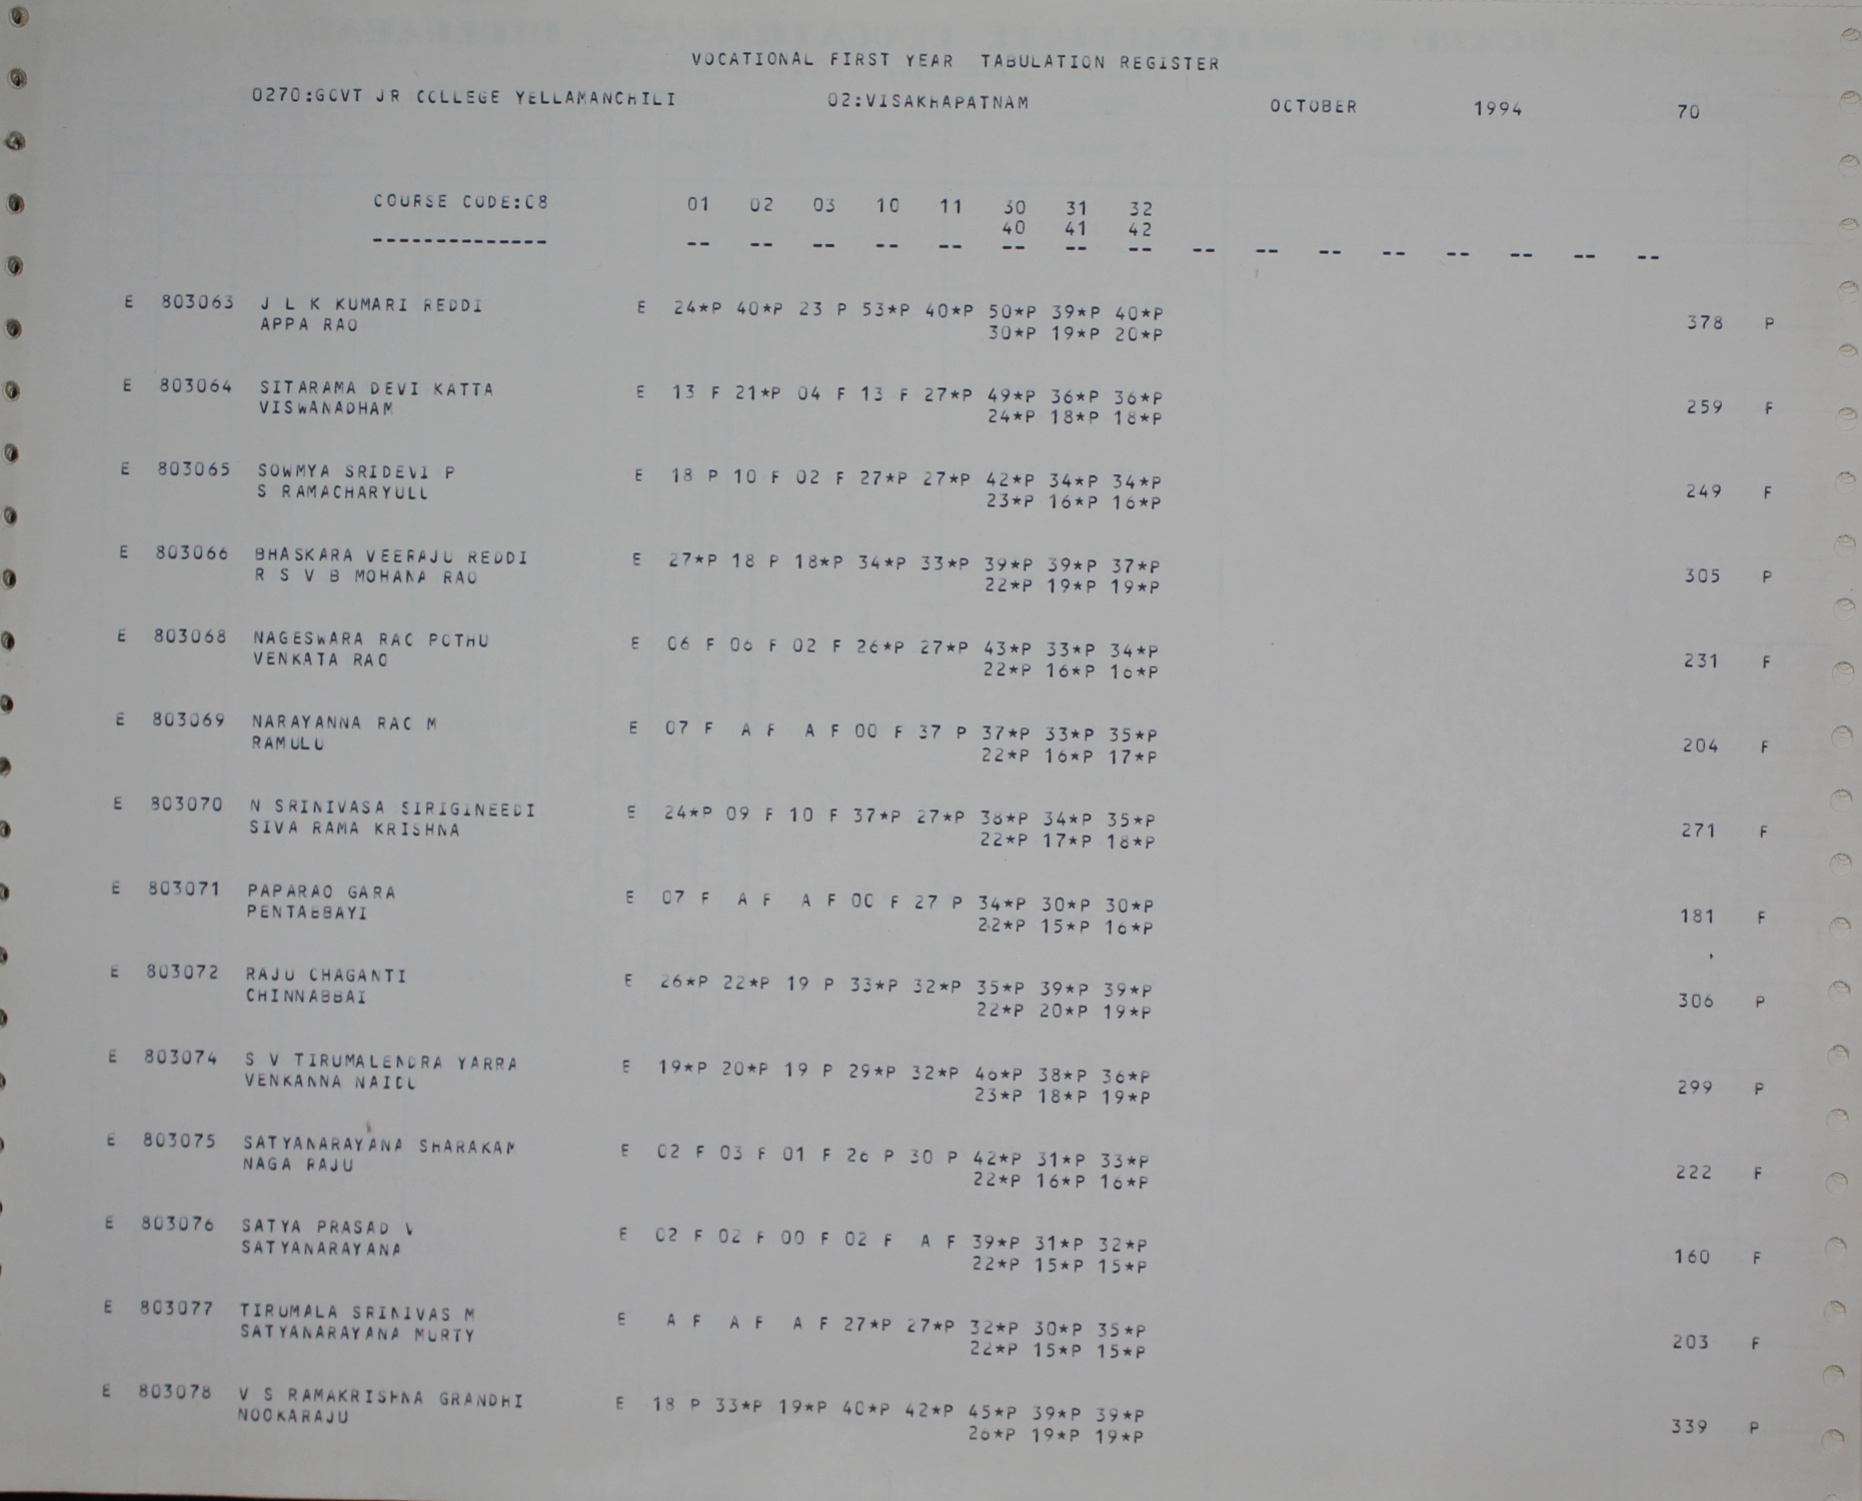 VOCATIONAL FIRST YEAR TABULATION REGISTER
0270:GOVT JR COLLEGE YELLAMANCHILI 02:VISAKHAPATNAM OCTOBER 1994 70
COURSE CODE:C8 01 02 03 10 11 30 31 32
40 41 42
-------------- -- -- -- -- -- -- -- -- -- -- -- -- -- -- -- --
E 803063 J L K KUMARI REDDI E 24*P 40*P 23 P 53*P 40*P 50*P 39*P 40*P
APPA RAO 30*P 19*P 20*P 378 P
E 803064 SITARAMA DEVI KATTA E 13 F 21*P 04 F 13 F 27*P 49*P 36*P 36*P
VISWANADHAM 24*P 18*P 18*P 259 F
E 803065 SOWMYA SRIDEVI P E 18 P 10 F 02 F 27*P 27*P 42*P 34*P 34*P
S RAMACHARYULU 23*P 16*P 16*P 249 F
E 803066 BHASKARA VEERAJU REDDI E 27*P 18 P 18*P 34*P 33*P 39*P 39*P 37*P
R S V B MOHANA RAO 22*P 19*P 19*P 305 P
E 803068 NAGESWARA RAO POTHU E 06 F 06 F 02 F 26*P 27*P 43*P 33*P 34*P
VENKATA RAO 22*P 16*P 16*P 231 F
E 803069 NARAYANNA RAO M E 07 F A F A F 00 F 37 P 37*P 33*P 35*P
RAMULU 22*P 16*P 17*P 204 F
E 803070 N SRINIVASA SIRIGINEEDI E 24*P 09 F 10 F 37*P 27*P 38*P 34*P 35*P
SIVA RAMA KRISHNA 22*P 17*P 18*P 271 F
E 803071 PAPARAO GARA E 07 F A F A F 00 F 27 P 34*P 30*P 30*P
PENTABBAYI 22*P 15*P 16*P 181 F
E 803072 RAJU CHAGANTI E 26*P 22*P 19 P 33*P 32*P 35*P 39*P 39*P
CHINNABBAI 22*P 20*P 19*P 306 P
E 803074 S V TIRUMALENDRA YARRA E 19*P 20*P 19 P 29*P 32*P 46*P 38*P 36*P
VENKANNA NAIDU 23*P 18*P 19*P 299 P
E 803075 SATYANARAYANA SHARAKAM E 02 F 03 F 01 F 26 P 30 P 42*P 31*P 33*P
NAGA RAJU 22*P 16*P 16*P 222 F
E 803076 SATYA PRASAD V E 02 F 02 F 00 F 02 F A F 39*P 31*P 32*P
SATYANARAYANA 22*P 15*P 15*P 160 F
E 803077 TIRUMALA SRINIVAS M E A F A F A F 27*P 27*P 32*P 30*P 35*P
SATYANARAYANA MURTY 22*P 15*P 15*P 203 F
E 803078 V S RAMAKRISHNA GRANDHI E 18 P 33*P 19*P 40*P 42*P 45*P 39*P 39*P
NOOKARAJU 26*P 19*P 19*P 339 P